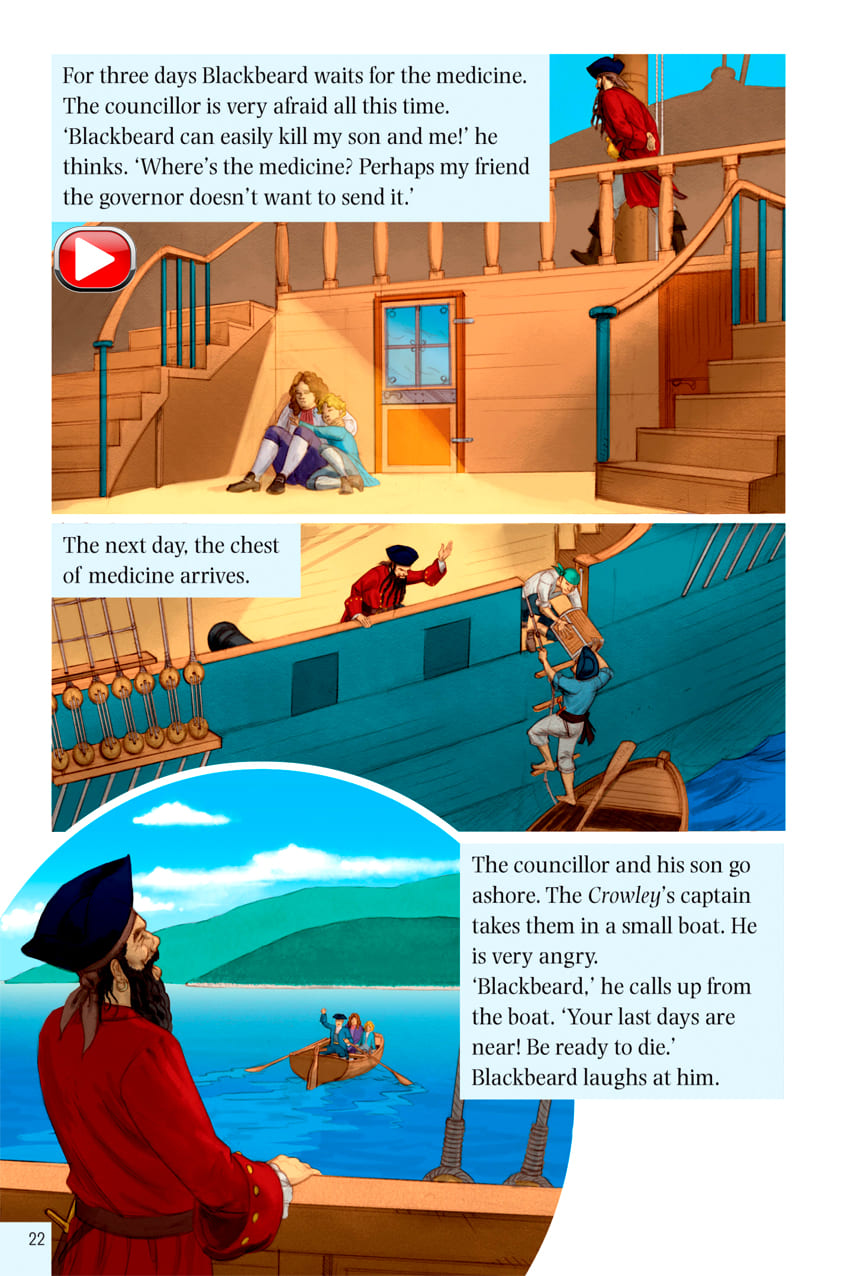 For three days Blackbeard waits for the medicine.
The councillor is very afraid all this time.
‘Blackbeard can easily kill my son and me!’ he
thinks. ‘Where’s the medicine? Perhaps my friend
the governor doesn’t want to send it.’
The next day, the chest
of medicine arrives.
The councillor and his son go
ashore. The Crowley’s captain
takes them in a small boat. He
is very angry.
‘Blackbeard,’ he calls up from
the boat. ‘Your last days are
near! Be ready to die.’
Blackbeard laughs at him.
22